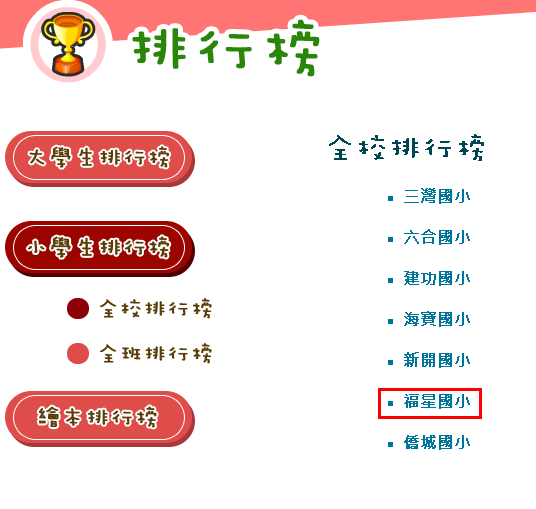 排行榜
大學生排行榜
小學生排行榜
全校排行榜
全班排行榜
繪本排行榜
全校排行榜
三灣國小
六合國小
建功國小
海寶國小
新開國小
福星國小
僑城國小